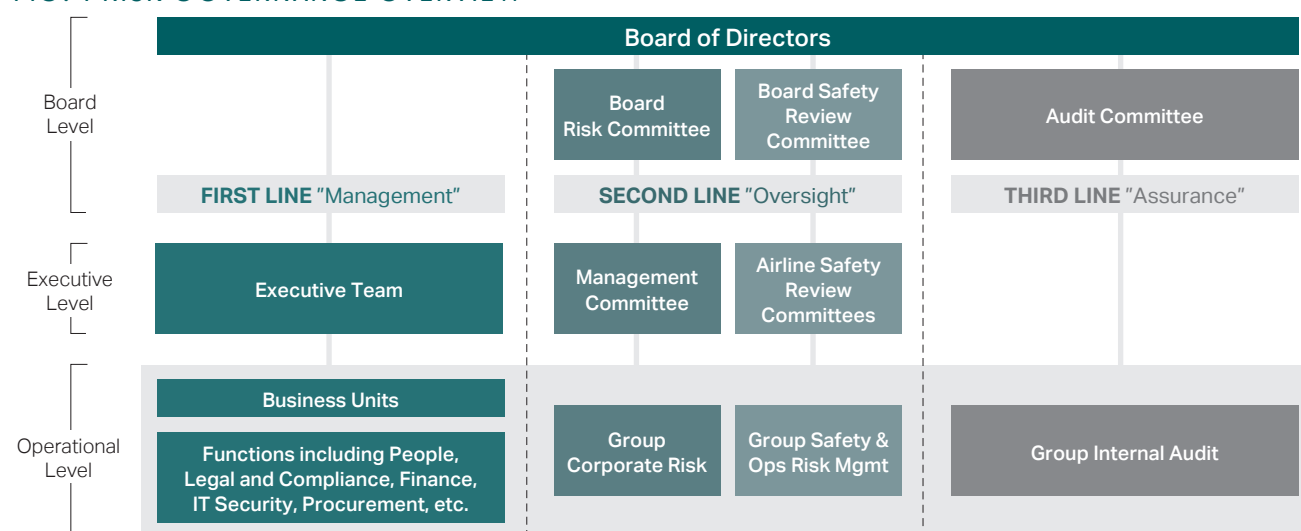 Board of Directors
Board
Level
Board
Risk Committee
Board Safety
Review
Committee
Audit Committee
FIRST LINE "Management"
SECOND LINE "Oversight"
THIRD LINE "Assurance"
Executive
Level
Executive Team
Management
Committee
Airline Safety
Review
Committees
Operational
Level
Business Units
Functions including People,
Legal and Compliance, Finance,
IT Security, Procurement, etc.
Group
Corporate Risk
Group Safety &
Ops Risk Mgmt
Group Internal Audit